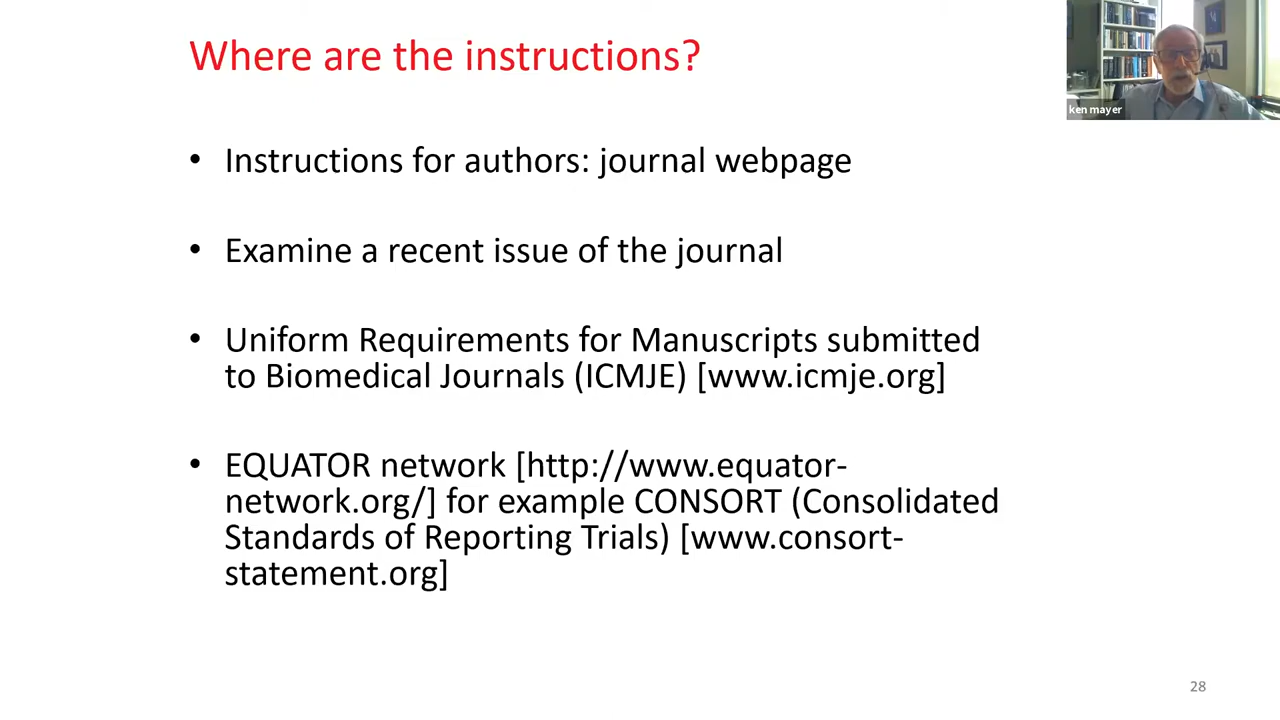 Where are the instructions?
ken mayer
• Instructions for authors: journal webpage
• Examine a recent issue of the journal
• Uniform Requirements for Manuscripts submitted
to Biomedical Journals (ICMJE) [www.icmje.org]
• EQUATOR network [http://www.equator-
network.org/] for example CONSORT (Consolidated
Standards of Reporting Trials) [www.consort-
statement.org]
28